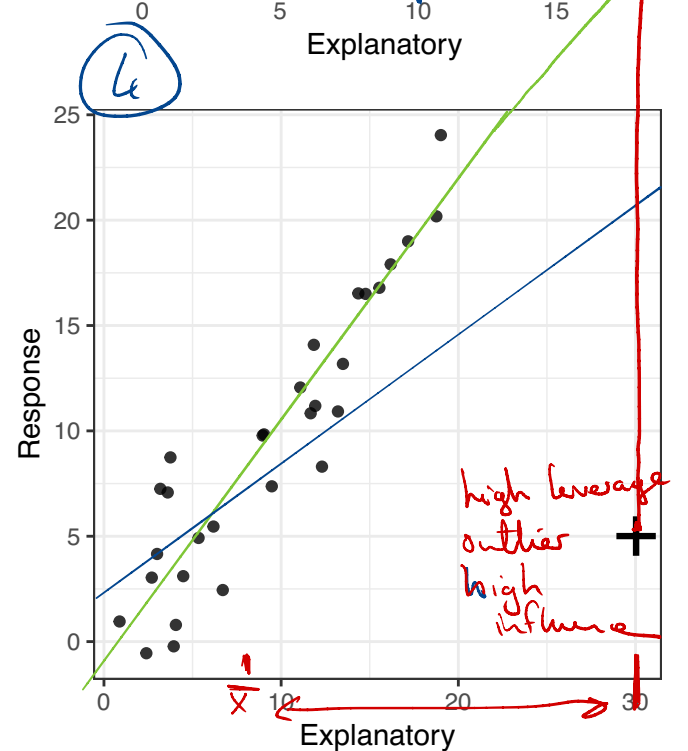 0 5 10 15
Explanatory
4
25
20
15
10
5
0
Response
high leverage
outlier
high
influence
x̄
0 10 20 30
Explanatory